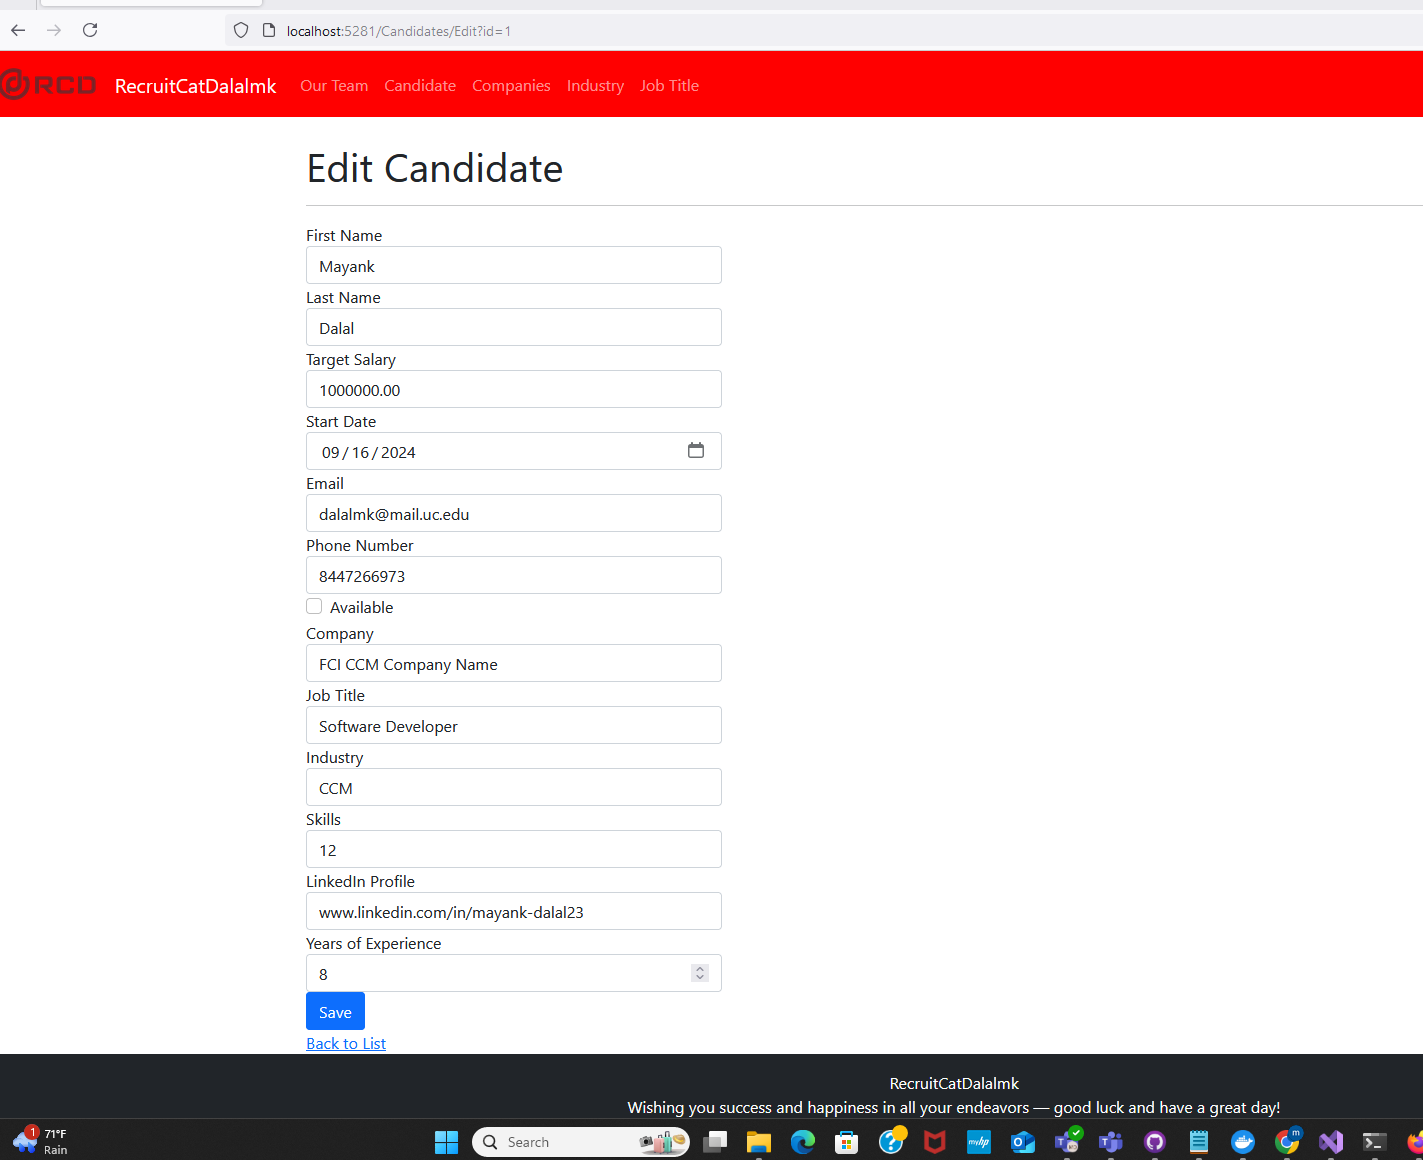 localhost:5281/Candidates/Edit?id=1
RCD RecruitCatDalalmk Our Team Candidate Companies Industry Job Title
Edit Candidate
First Name
Mayank
Last Name
Dalal
Target Salary
1000000.00
Start Date
09/16/2024
Email
dalalmk@mail.uc.edu
Phone Number
8447266973
Available
Company
FCI CCM Company Name
Job Title
Software Developer
Industry
CCM
Skills
12
LinkedIn Profile
www.linkedin.com/in/mayank-dalal23
Years of Experience
8
Save
Back to List
RecruitCatDalalmk
Wishing you success and happiness in all your endeavors — good luck and have a great day!
1
71°F
Rain
Search
myhp
m